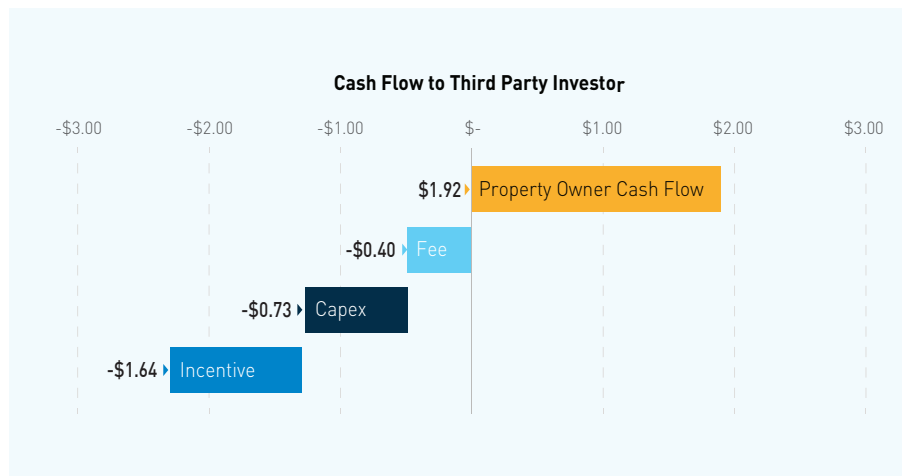 Cash Flow to Third Party Investor
-$3.00 -$2.00 -$1.00 $- $1.00 $2.00 $3.00
$1.92 Property Owner Cash Flow
-$0.40 Fee
-$0.73 Capex
-$1.64 Incentive